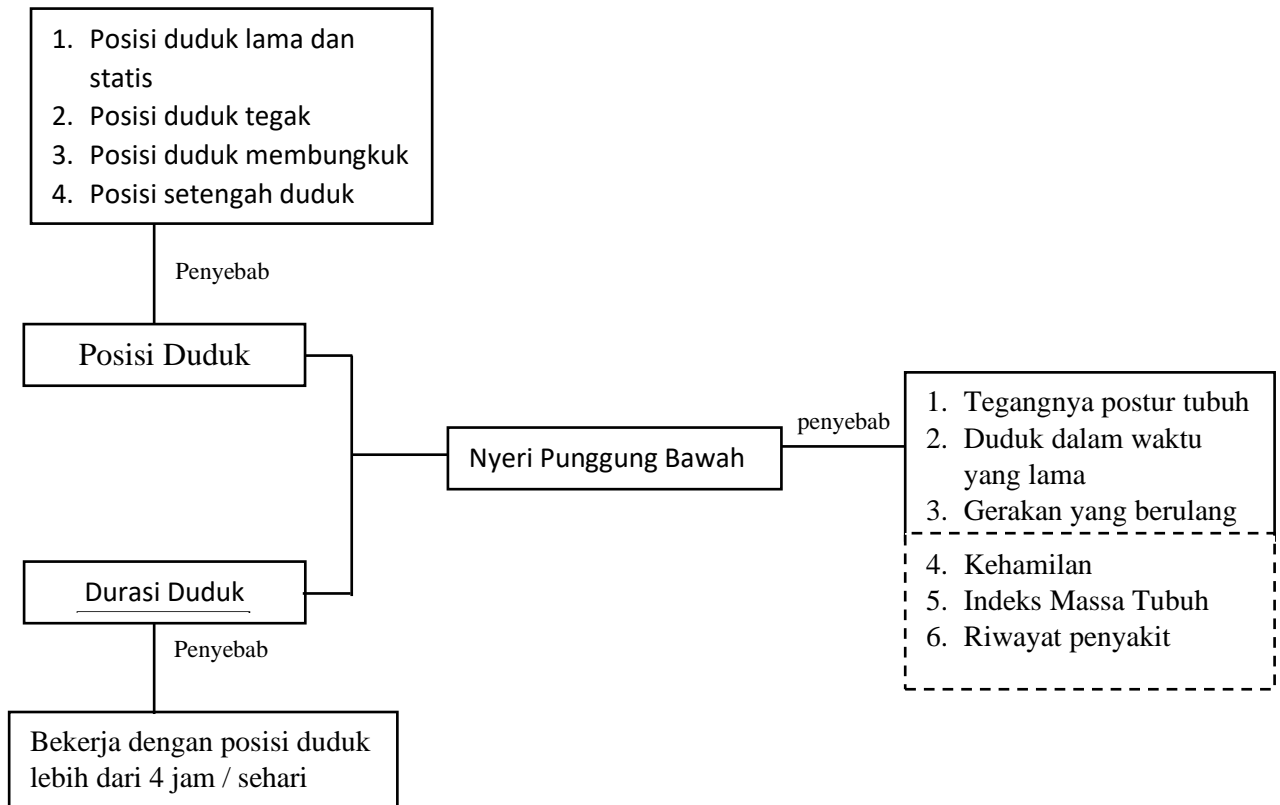 1. Posisi duduk lama dan
statis
2. Posisi duduk tegak
3. Posisi duduk membungkuk
4. Posisi setengah duduk
Penyebab
Posisi Duduk
Nyeri Punggung Bawah
penyebab
1. Tegangnya postur tubuh
2. Duduk dalam waktu
yang lama
3. Gerakan yang berulang
4. Kehamilan
5. Indeks Massa Tubuh
6. Riwayat penyakit
Durasi Duduk
Penyebab
Bekerja dengan posisi duduk
lebih dari 4 jam / sehari